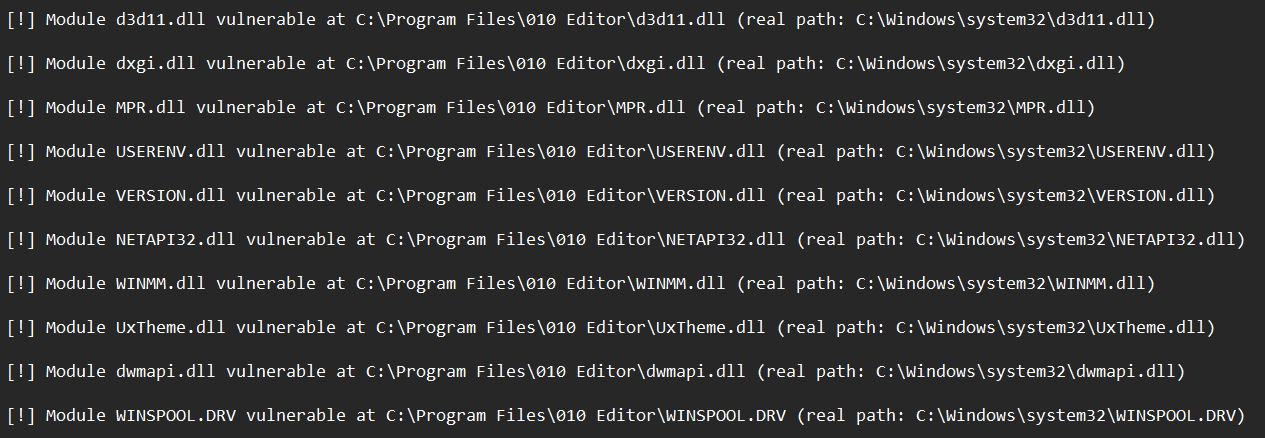 [!] Module d3d11.dll vulnerable at C:\Program Files\010 Editor\d3d11.dll (real path: C:\Windows\system32\d3d11.dll)
[!] Module dxgi.dll vulnerable at C:\Program Files\010 Editor\dxgi.dll (real path: C:\Windows\system32\dxgi.dll)
[!] Module MPR.dll vulnerable at C:\Program Files\010 Editor\MPR.dll (real path: C:\Windows\system32\MPR.dll)
[!] Module USERENV.dll vulnerable at C:\Program Files\010 Editor\USERENV.dll (real path: C:\Windows\system32\USERENV.dll)
[!] Module VERSION.dll vulnerable at C:\Program Files\010 Editor\VERSION.dll (real path: C:\Windows\system32\VERSION.dll)
[!] Module NETAPI32.dll vulnerable at C:\Program Files\010 Editor\NETAPI32.dll (real path: C:\Windows\system32\NETAPI32.dll)
[!] Module WINMM.dll vulnerable at C:\Program Files\010 Editor\WINMM.dll (real path: C:\Windows\system32\WINMM.dll)
[!] Module UxTheme.dll vulnerable at C:\Program Files\010 Editor\UxTheme.dll (real path: C:\Windows\system32\UxTheme.dll)
[!] Module dwmapi.dll vulnerable at C:\Program Files\010 Editor\dwmapi.dll (real path: C:\Windows\system32\dwmapi.dll)
[!] Module WINSPOOL.DRV vulnerable at C:\Program Files\010 Editor\WINSPOOL.DRV (real path: C:\Windows\system32\WINSPOOL.DRV)